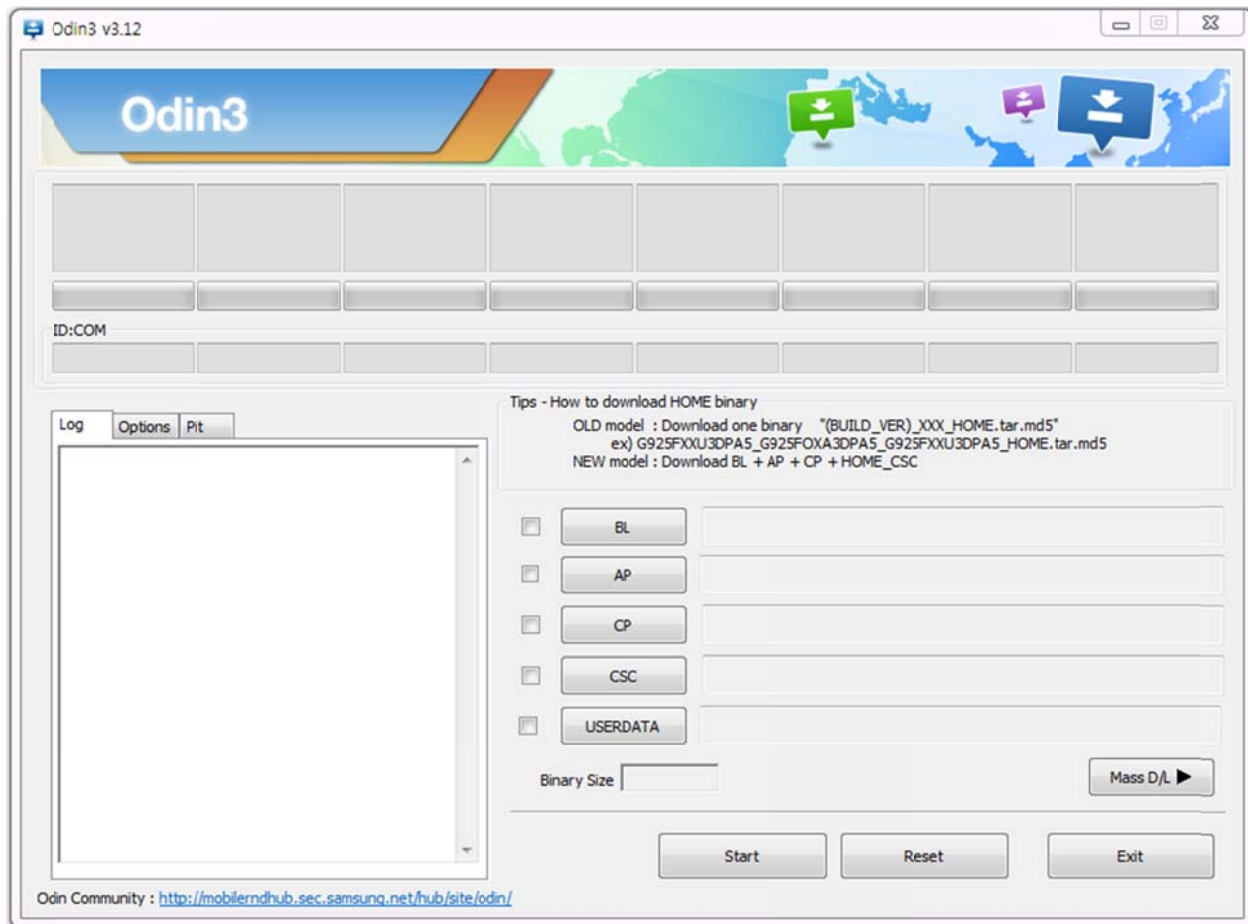 Odin3 v3.12
Odin3
ID:COM
Log
Options
Pit
Tips - How to download HOME binary
OLD model : Download one binary "(BUILD_VER)_XXX_HOME.tar.md5"
ex) G925FXXU3DPA5_G925FOXA3DPA5_G925FXXU3DPA5_HOME.tar.md5
NEW model : Download BL + AP + CP + HOME_CSC
BL
AP
CP
CSC
USERDATA
Binary Size
Mass D/L ▶
Start
Reset
Exit
Odin Community : http://mobilerndhub.sec.samsung.net/hub/site/odin/